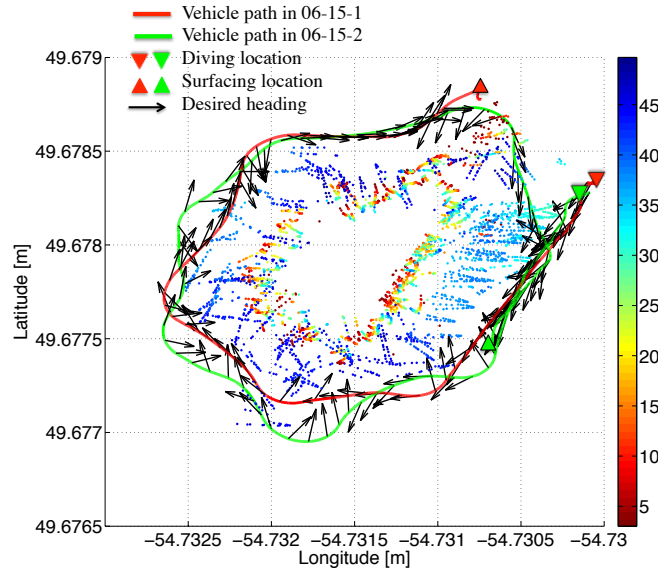 Vehicle path in 06-15-1
Vehicle path in 06-15-2
Diving location
Surfacing location
Desired heading
49.679
49.6785
49.678
49.6775
49.677
49.6765
Latitude [m]
−54.7325 −54.732 −54.7315 −54.731 −54.7305 −54.73
Longitude [m]
45
40
35
30
25
20
15
10
5